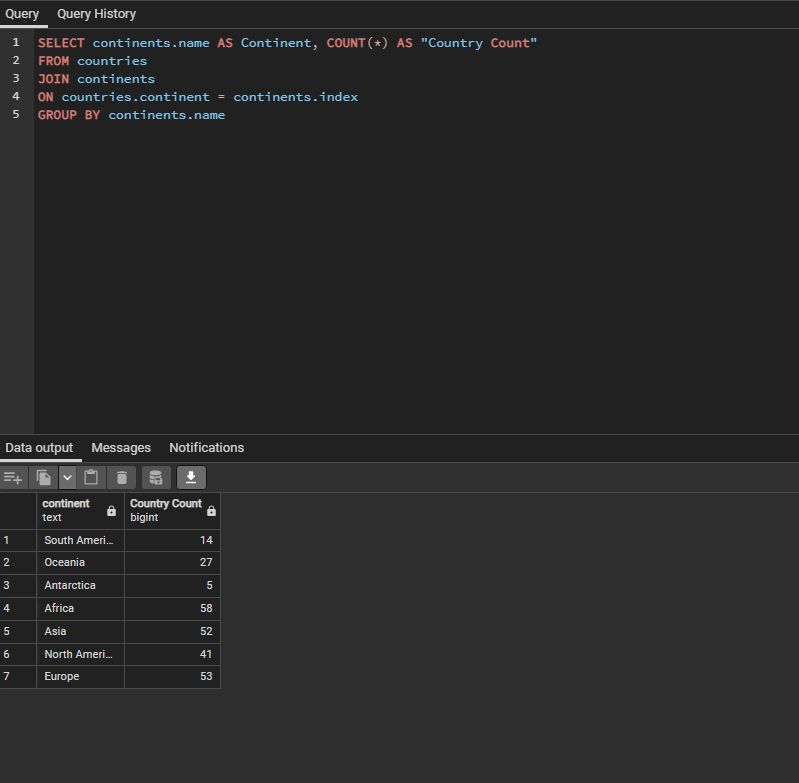 Query Query History
1 SELECT continents.name AS Continent, COUNT(*) AS "Country Count"
2 FROM countries
3 JOIN continents
4 ON countries.continent = continents.index
5 GROUP BY continents.name
Data output Messages Notifications
continent Country Count
text bigint
1 South Ameri... 14
2 Oceania 27
3 Antarctica 5
4 Africa 58
5 Asia 52
6 North Ameri... 41
7 Europe 53